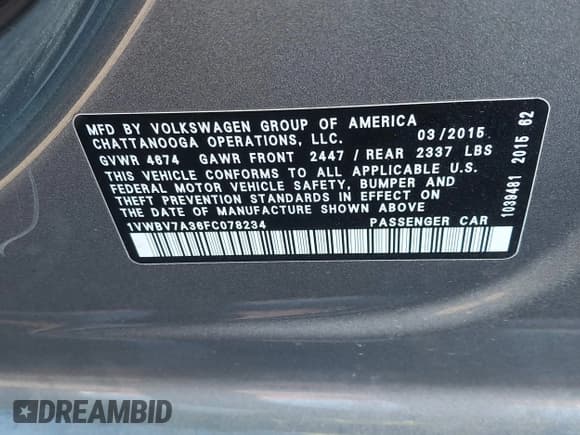 MFD BY VOLKSWAGEN GROUP OF AMERICA
CHATTANOOGA OPERATIONS, LLC. 03/2015
GVWR 4674 GAWR FRONT 2447 / REAR 2337 LBS
THIS VEHICLE CONFORMS TO ALL APPLICABLE U.S.
FEDERAL MOTOR VEHICLE SAFETY, BUMPER AND
THEFT PREVENTION STANDARDS IN EFFECT ON
THE DATE OF MANUFACTURE SHOWN ABOVE
1VWBV7A36FC078234 PASSENGER CAR
1039481 2015 62
DREAMBID